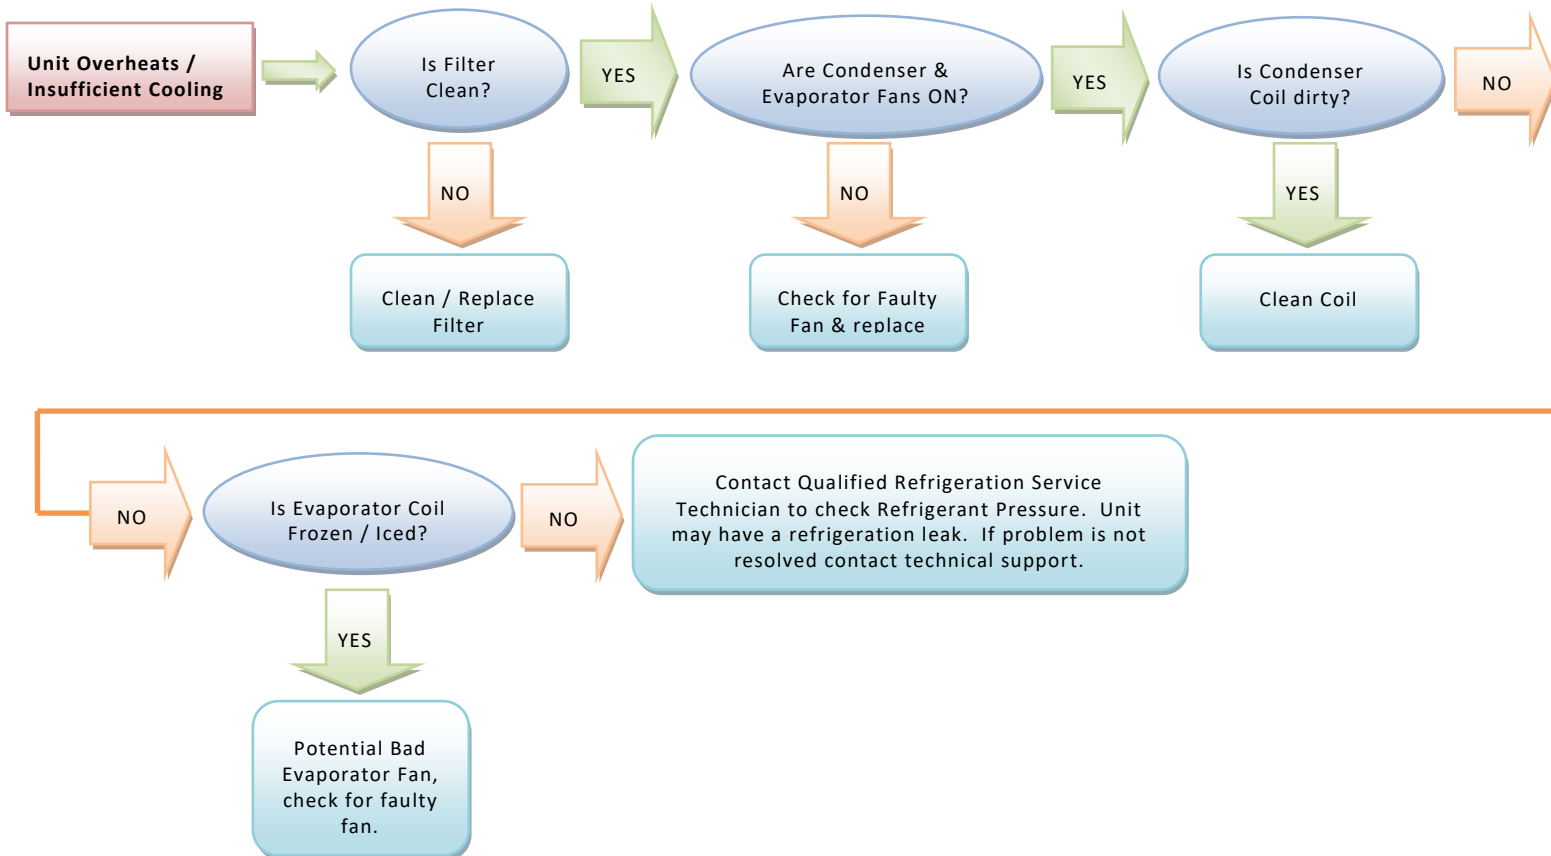 Unit Overheats /
Insufficient Cooling
Is Filter
Clean?
YES
Are Condenser &
Evaporator Fans ON?
YES
Is Condenser
Coil dirty?
NO
NO
NO
YES
Clean / Replace
Filter
Check for Faulty
Fan & replace
Clean Coil
NO
Is Evaporator Coil
Frozen / Iced?
NO
Contact Qualified Refrigeration Service
Technician to check Refrigerant Pressure. Unit
may have a refrigeration leak. If problem is not
resolved contact technical support.
YES
Potential Bad
Evaporator Fan,
check for faulty
fan.